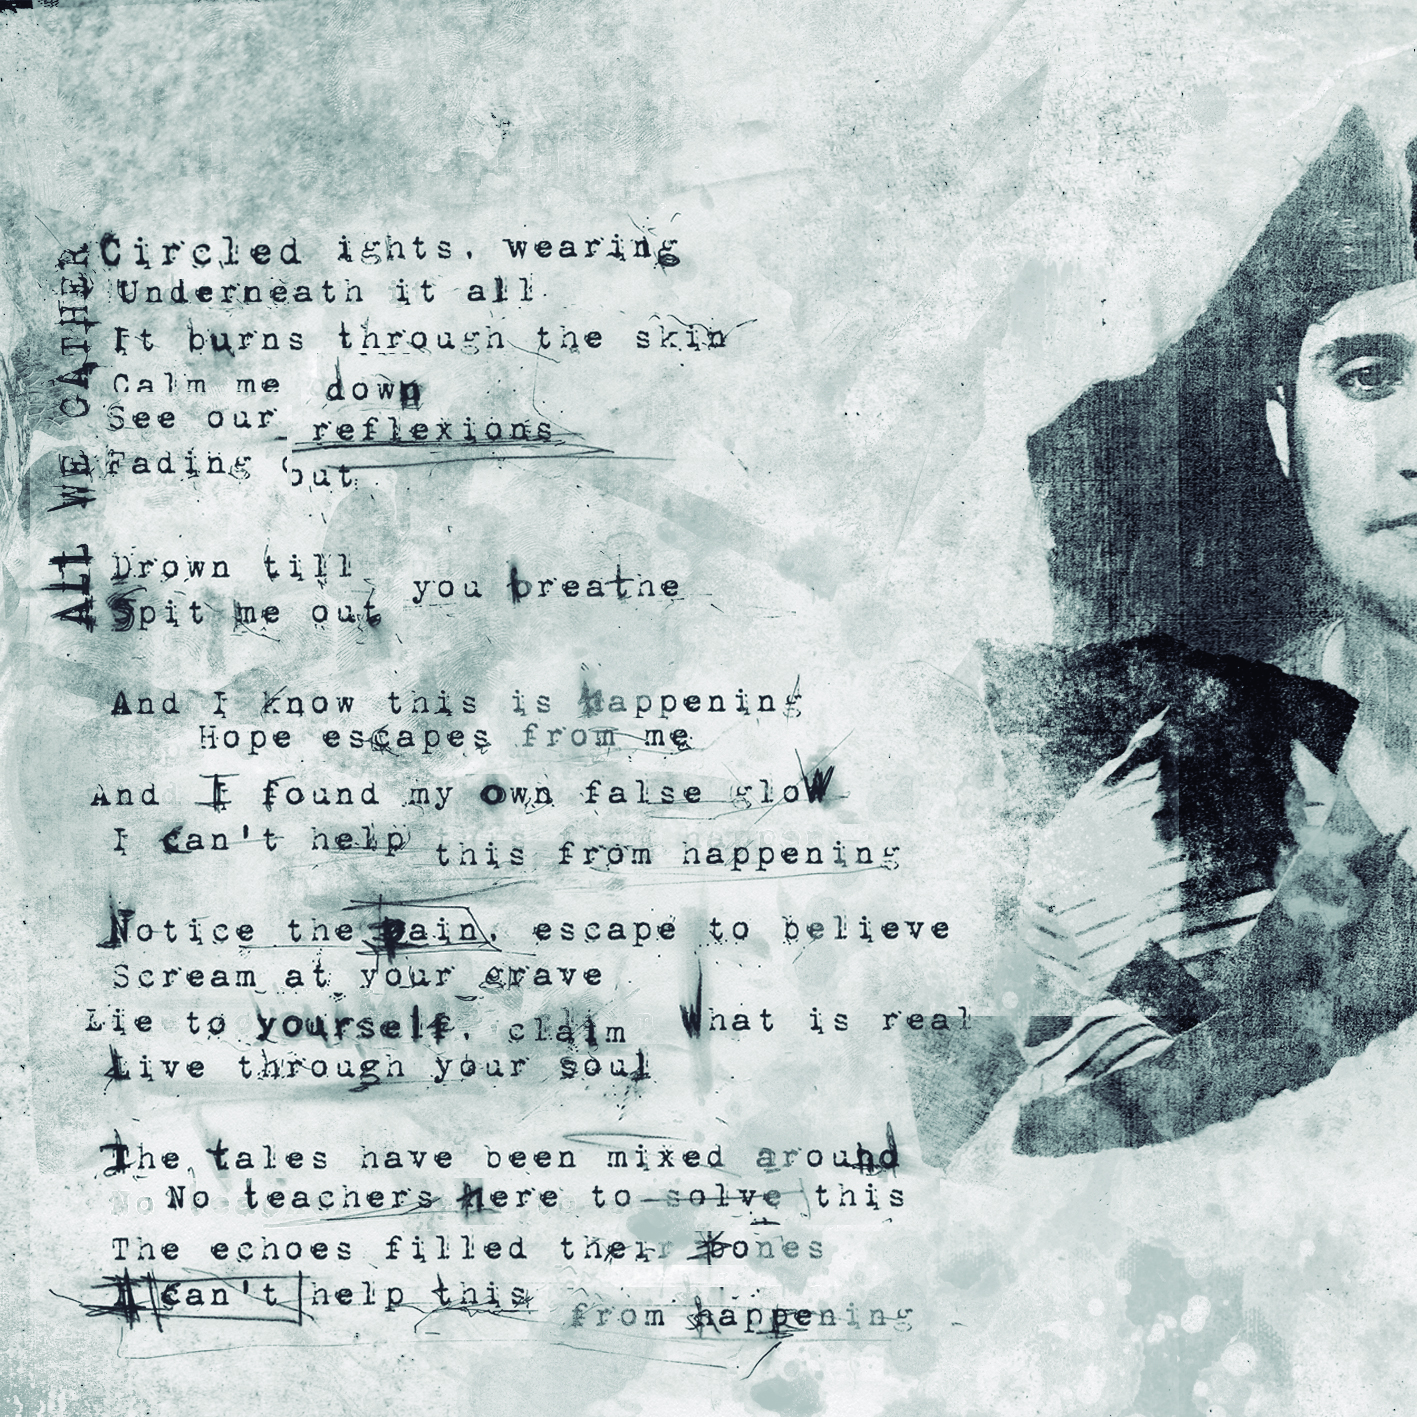 ALL WE GATHER
Circled ights, wearing
Underneath it all
It burns through the skin
Calm me down
See our reflexions
Fading out
Drown till you breathe
Spit me out
And I know this is happening
Hope escapes from me
And I found my own false gloW
I can't help this from happening
Notice the pain, escape to believe
Scream at your grave
Lie to yourself, claim What is real
Live through your soul
The tales have been mixed around
No teachers here to solve this
The echoes filled their bones
I can't help this from happening